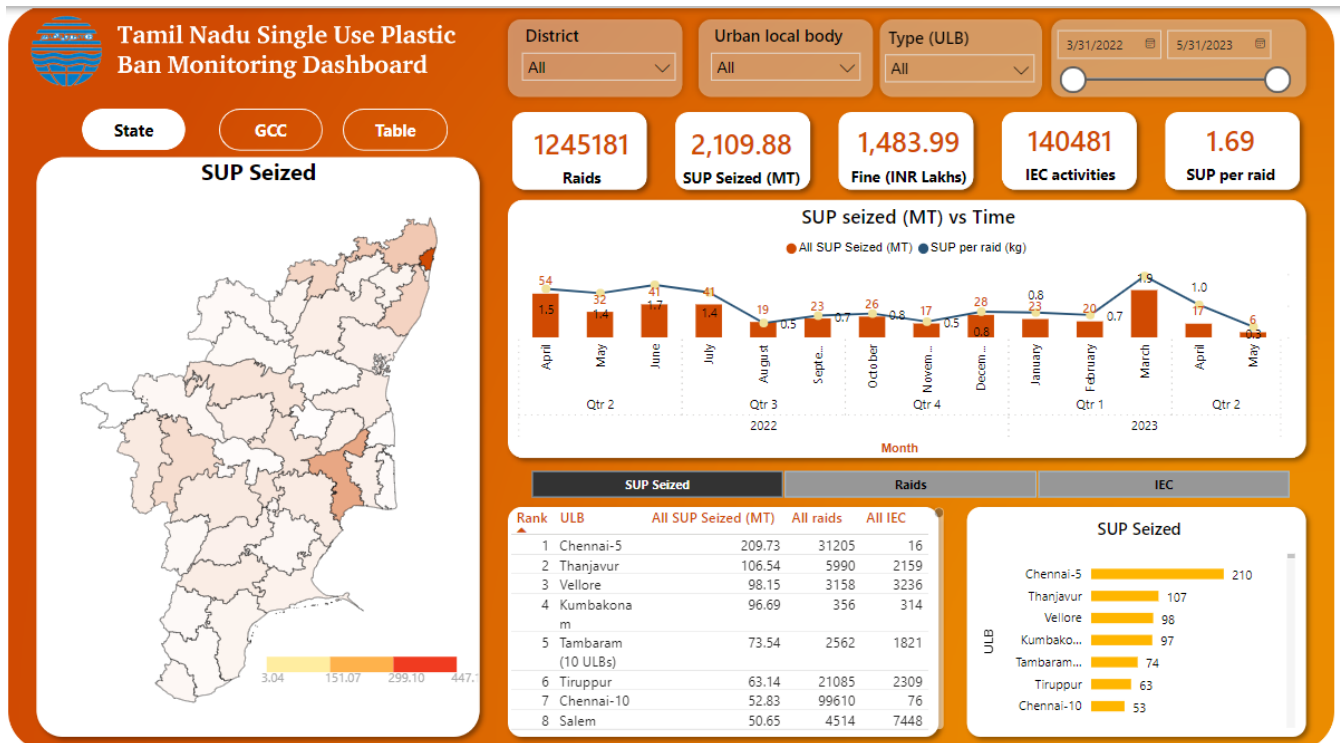 Tamil Nadu Single Use Plastic
Ban Monitoring Dashboard
District
All
Urban local body
All
Type (ULB)
All
3/31/2022
5/31/2023
State
GCC
Table
1245181
Raids
2,109.88
SUP Seized (MT)
1,483.99
Fine (INR Lakhs)
140481
IEC activities
1.69
SUP per raid
SUP Seized
3.04 151.07 299.10 447.
SUP seized (MT) vs Time
All SUP Seized (MT) SUP per raid (kg)
54 32 41 41 19 23 26 17 28 23 20 17 6
1.5 1.4 1.7 1.4 0.5 0.7 0.8 0.5 0.8 0.8 0.7 1.9 1.0 0.3
April May June July August Septe... October Novem... Decem... January February March April May
Qtr 2 Qtr 3 Qtr 4 Qtr 1 Qtr 2
2022 2023
Month
SUP Seized Raids IEC
Rank ULB All SUP Seized (MT) All raids All IEC
1 Chennai-5 209.73 31205 16
2 Thanjavur 106.54 5990 2159
3 Vellore 98.15 3158 3236
4 Kumbakona 96.69 356 314
m
5 Tambaram 73.54 2562 1821
(10 ULBs)
6 Tiruppur 63.14 21085 2309
7 Chennai-10 52.83 99610 76
8 Salem 50.65 4514 7448
SUP Seized
ULB
Chennai-5 210
Thanjavur 107
Vellore 98
Kumbako... 97
Tambaram... 74
Tiruppur 63
Chennai-10 53